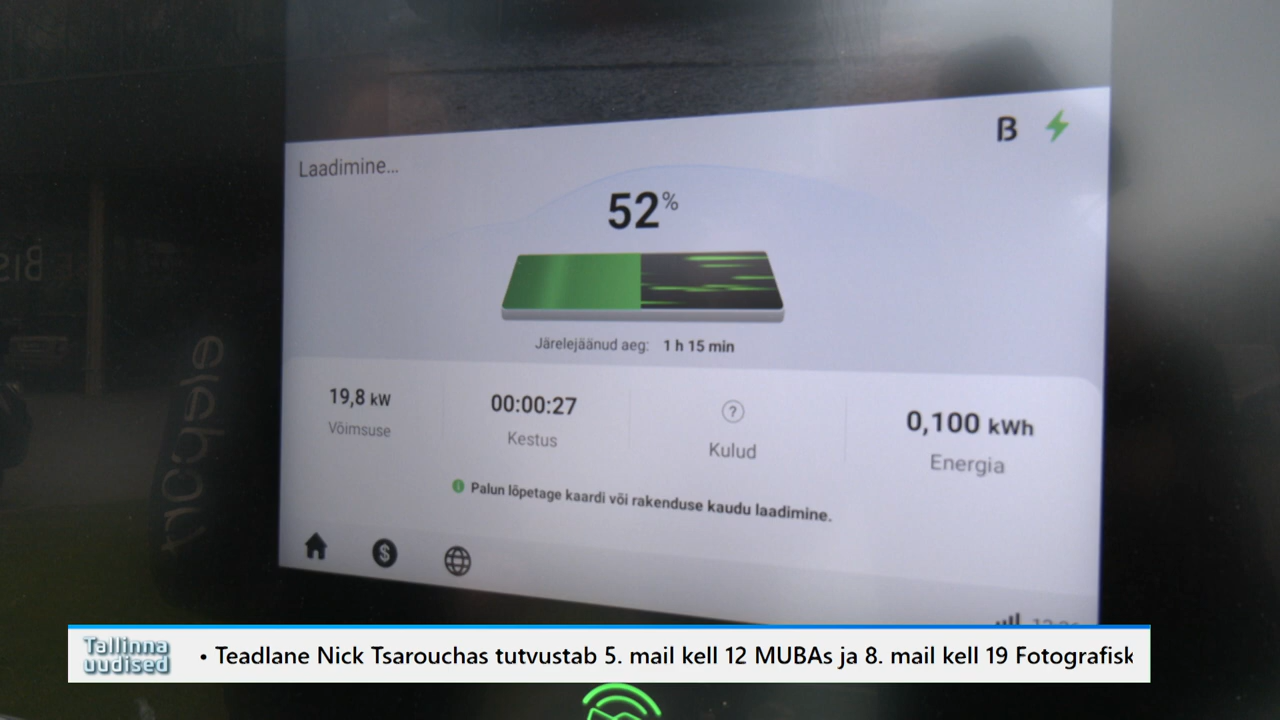 B
Laadimine...
52%
Järelejäänud aeg: 1 h 15 min
19,8 kW
Võimsuse
00:00:27
Kestus
?
Kulud
0,100 kWh
Energia
Palun lõpetage kaardi või rakenduse kaudu laadimine.
$
Tallinna
uudised
• Teadlane Nick Tsarouchas tutvustab 5. mail kell 12 MUBAs ja 8. mail kell 19 Fotografisk